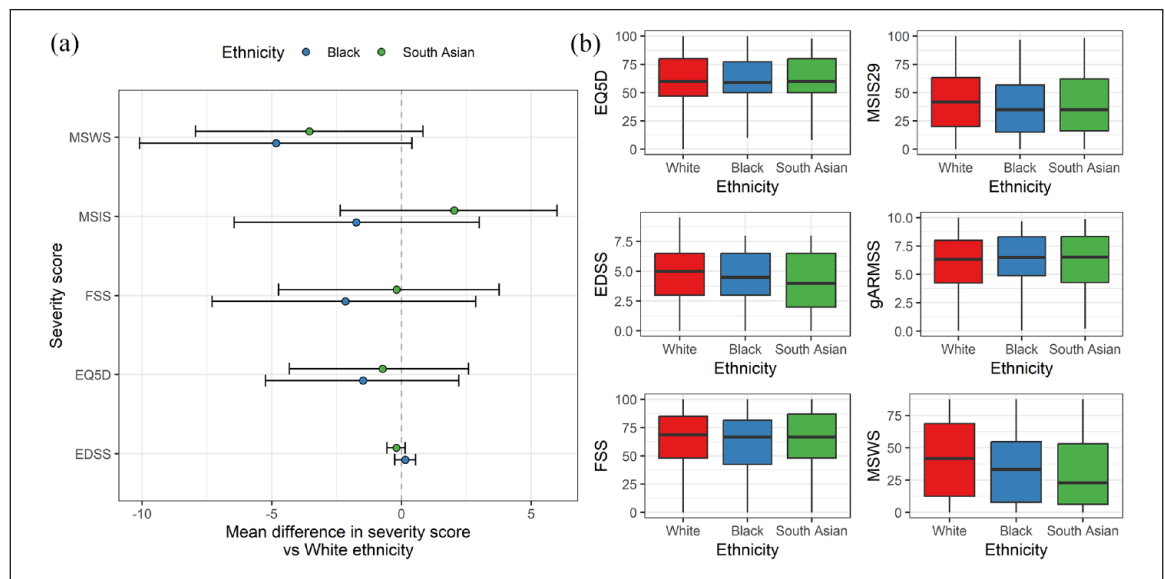 (a)
Ethnicity Black South Asian
MSWS
MSIS
FSS
EQ5D
EDSS
Severity score
-10 -5 0 5
Mean difference in severity score
vs White ethnicity
(b)
EQ5D
100
75
50
25
0
White Black South Asian
Ethnicity
MSIS29
100
75
50
25
0
White Black South Asian
Ethnicity
EDSS
7.5
5.0
2.5
0.0
White Black South Asian
Ethnicity
gARMSS
10.0
7.5
5.0
2.5
0.0
White Black South Asian
Ethnicity
FSS
100
75
50
25
0
White Black South Asian
Ethnicity
MSWS
75
50
25
0
White Black South Asian
Ethnicity